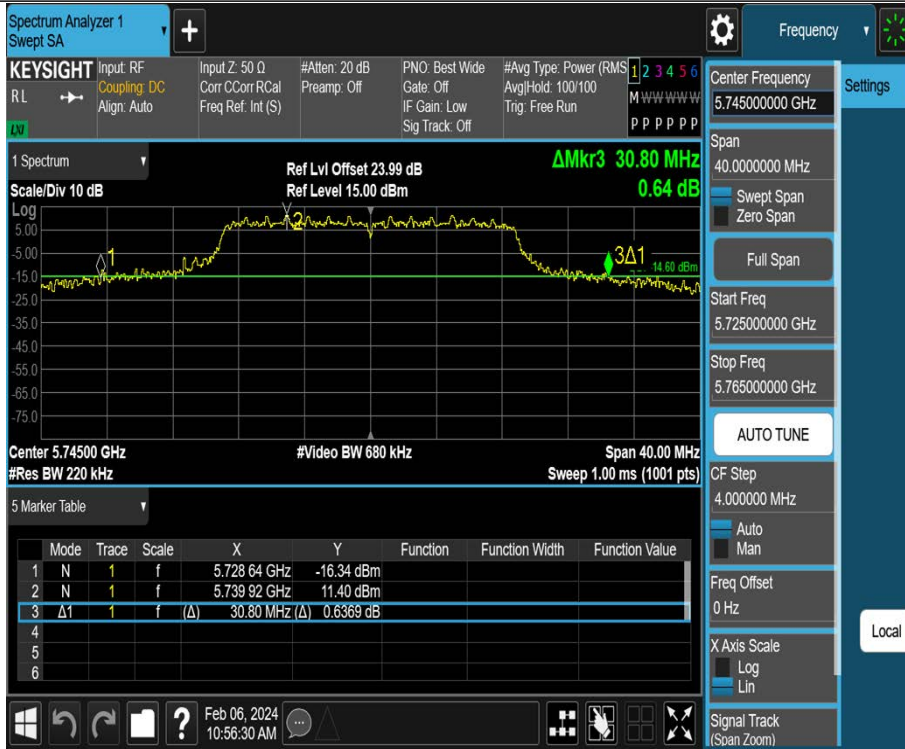 Spectrum Analyzer 1
Swept SA
+
Frequency
KEYSIGHT
RL
LXI
Input: RF
Coupling: DC
Align: Auto
Input Z: 50 Ω
Corr CCorr RCal
Freq Ref: Int (S)
#Atten: 20 dB
Preamp: Off
PNO: Best Wide
Gate: Off
IF Gain: Low
Sig Track: Off
#Avg Type: Power (RMS
Avg|Hold: 100/100
Trig: Free Run
1 2 3 4 5 6
M W W W W W
P P P P P P
Center Frequency
5.745000000 GHz
Settings
1 Spectrum
Scale/Div 10 dB
Ref Lvl Offset 23.99 dB
Ref Level 15.00 dBm
ΔMkr3 30.80 MHz
0.64 dB
Span
40.0000000 MHz
Swept Span
Zero Span
Full Span
Log
5.00
-5.00
-15.0
-25.0
-35.0
-45.0
-55.0
-65.0
-75.0
1
2
3Δ1
-14.60 dBm
Start Freq
5.725000000 GHz
Stop Freq
5.765000000 GHz
AUTO TUNE
Center 5.74500 GHz
#Res BW 220 kHz
#Video BW 680 kHz
Span 40.00 MHz
Sweep 1.00 ms (1001 pts)
CF Step
4.000000 MHz
Auto
Man
5 Marker Table
Mode Trace Scale X Y Function Function Width Function Value
1 N 1 f 5.728 64 GHz -16.34 dBm
2 N 1 f 5.739 92 GHz 11.40 dBm
3 Δ1 1 f (Δ) 30.80 MHz (Δ) 0.6369 dB
4
5
6
Freq Offset
0 Hz
Local
X Axis Scale
Log
Lin
Signal Track
(Span Zoom)
?
Feb 06, 2024
10:56:30 AM